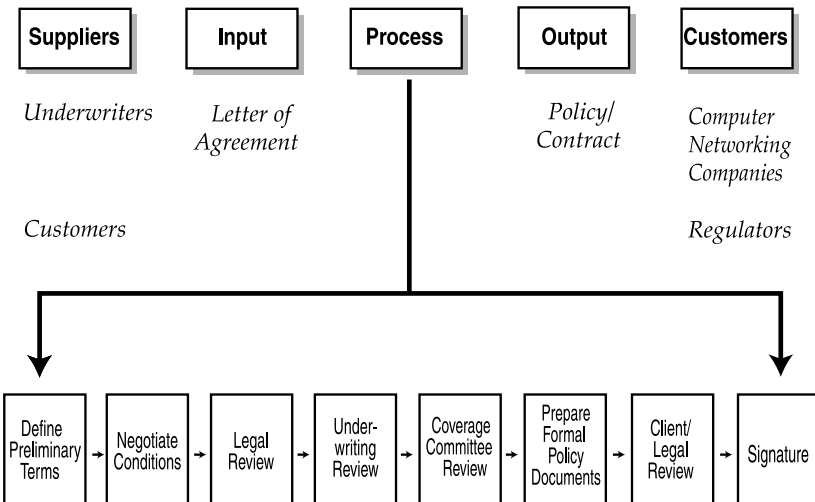 Suppliers
Input
Process
Output
Customers
Underwriters
Letter of
Agreement
Policy/
Contract
Computer
Networking
Companies
Customers
Regulators
Define
Preliminary
Terms
Negotiate
Conditions
Legal
Review
Under-
writing
Review
Coverage
Committee
Review
Prepare
Formal
Policy
Documents
Client/
Legal
Review
Signature